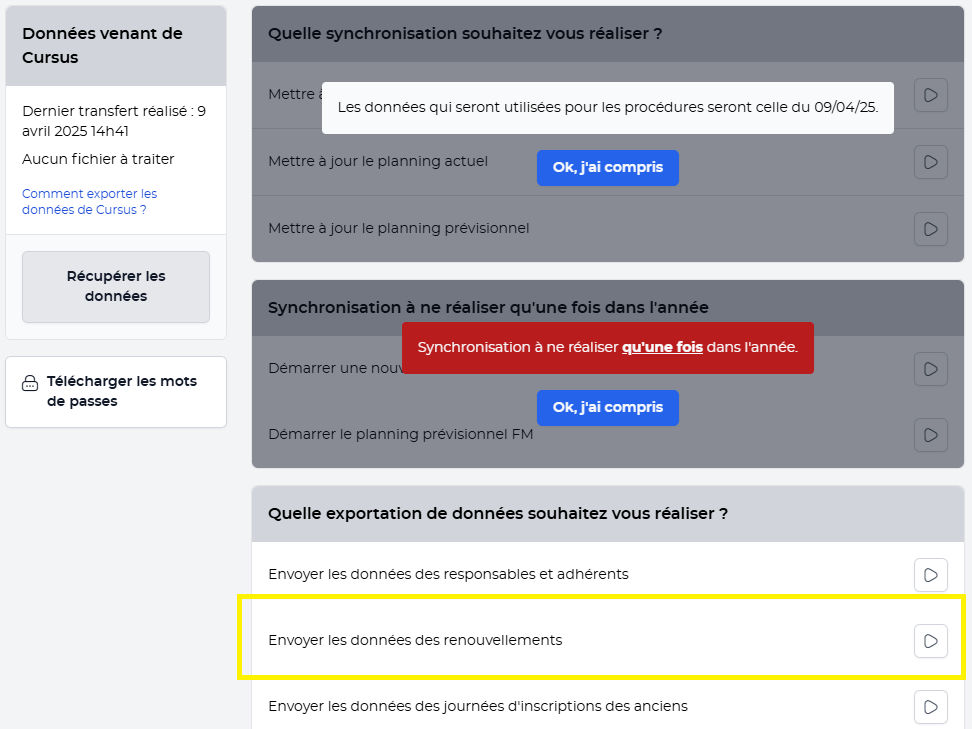 Données venant de
Cursus
Dernier transfert réalisé : 9
avril 2025 14h41
Aucun fichier à traiter
Comment exporter les
données de Cursus ?
Récupérer les
données
Télécharger les mots
de passes
Quelle synchronisation souhaitez vous réaliser ?
Mettre à
Les données qui seront utilisées pour les procédures seront celle du 09/04/25.
Mettre à jour le planning actuel
Ok, j'ai compris
Mettre à jour le planning prévisionnel
Synchronisation à ne réaliser qu'une fois dans l'année
Synchronisation à ne réaliser qu'une fois dans l'année.
Démarrer une nouv
Ok, j'ai compris
Démarrer le planning prévisionnel FM
Quelle exportation de données souhaitez vous réaliser ?
Envoyer les données des responsables et adhérents
Envoyer les données des renouvellements
Envoyer les données des journées d'inscriptions des anciens